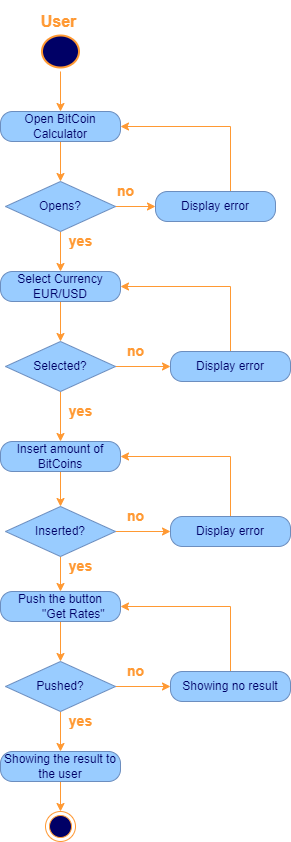 User
Open BitCoin
Calculator
no
Opens?
Display error
yes
Select Currency
EUR/USD
no
Selected?
Display error
yes
Insert amount of
BitCoins
no
Inserted?
Display error
yes
Push the button
"Get Rates"
no
Pushed?
Showing no result
yes
Showing the result to
the user